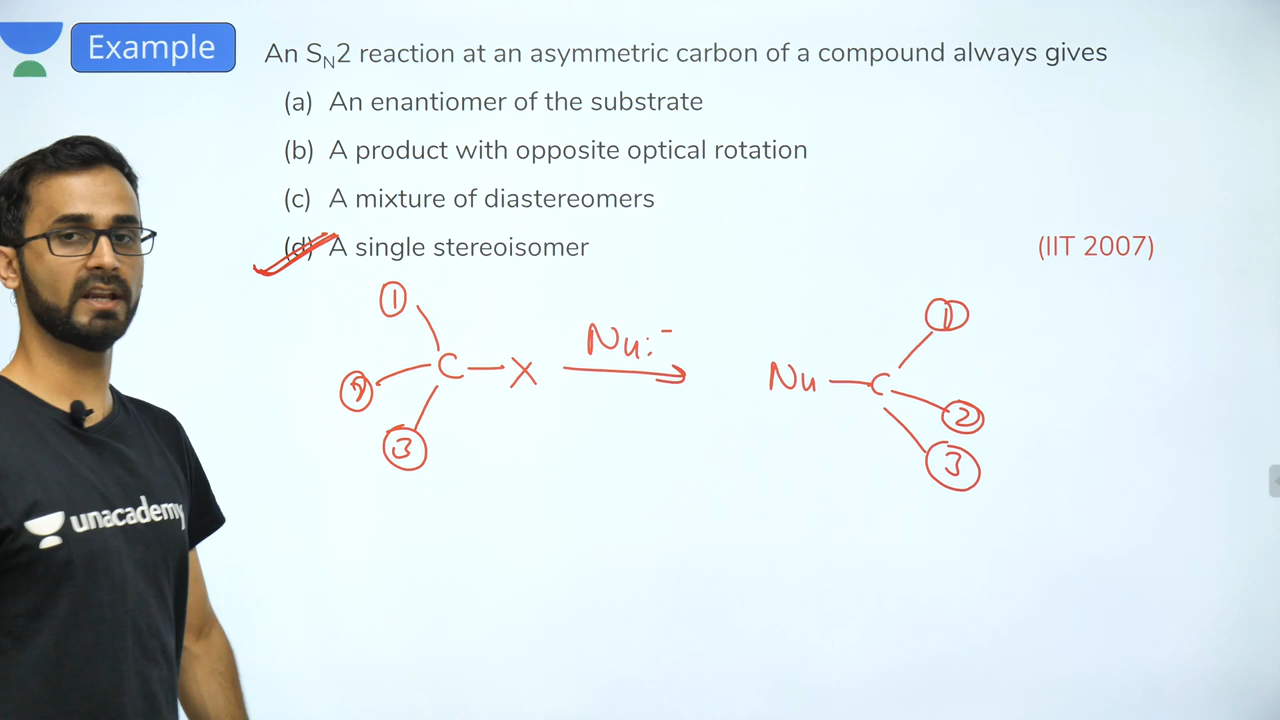 Example
An SN2 reaction at an asymmetric carbon of a compound always gives
(a) An enantiomer of the substrate
(b) A product with opposite optical rotation
(c) A mixture of diastereomers
(d) A single stereoisomer
(IIT 2007)
1
C — X
3
Nu:⁻
Nu — C
1
2
3
unacademy